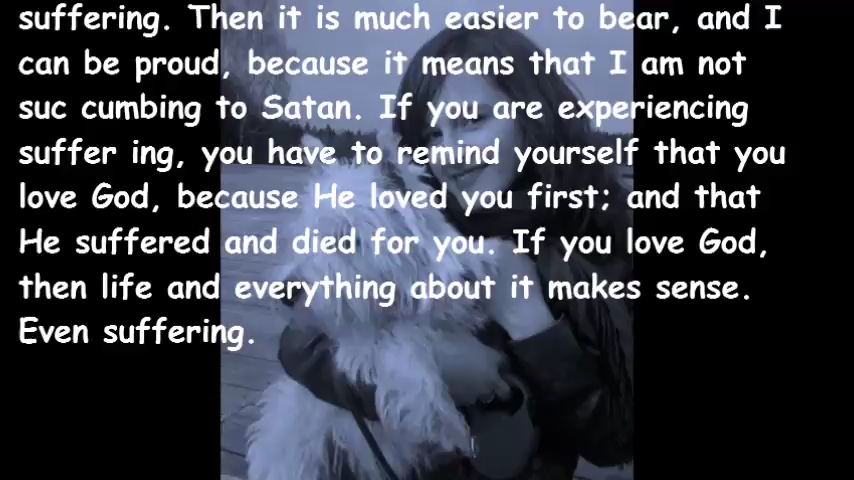 suffering. Then it is much easier to bear, and I
can be proud, because it means that I am not
suc cumbing to Satan. If you are experiencing
suffer ing, you have to remind yourself that you
love God, because He loved you first; and that
He suffered and died for you. If you love God,
then life and everything about it makes sense.
Even suffering.